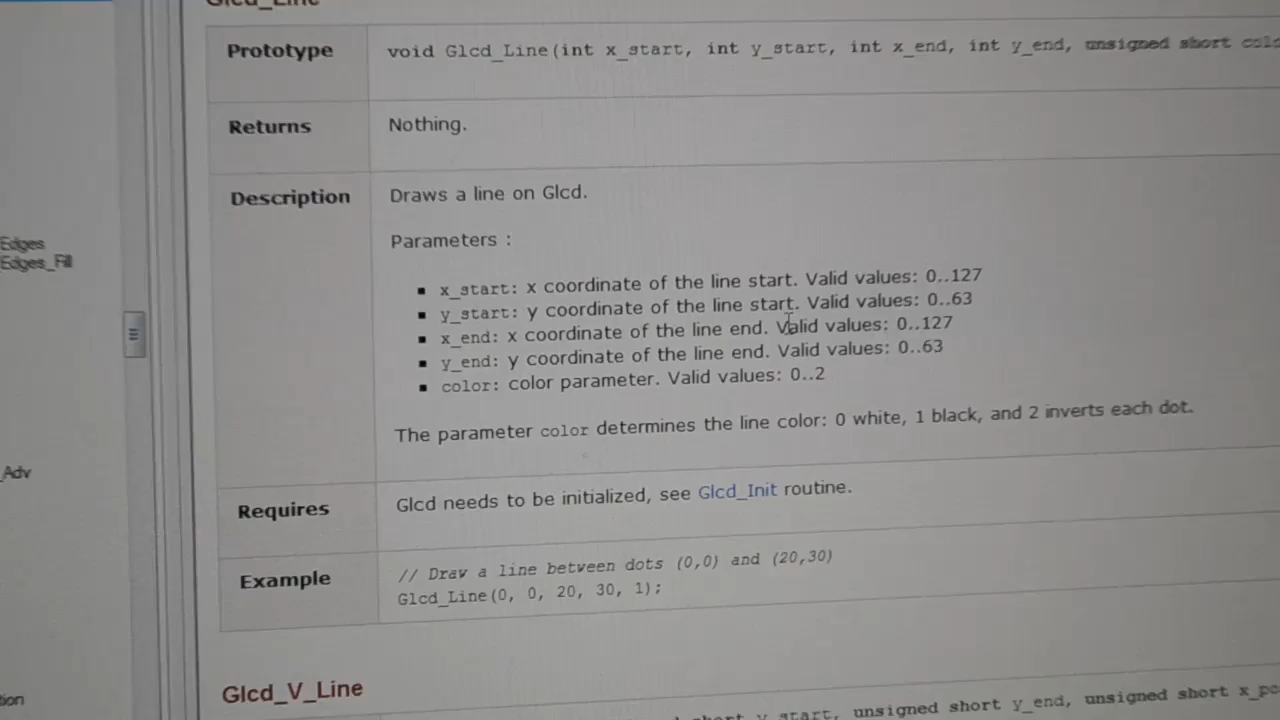 Glcd_Line
Prototype
void Glcd_Line(int x_start, int y_start, int x_end, int y_end, unsigned short
Returns
Nothing.
Description
Draws a line on Glcd.
Parameters :
x_start: x coordinate of the line start. Valid values: 0..127
y_start: y coordinate of the line start. Valid values: 0..63
x_end: x coordinate of the line end. Valid values: 0..127
y_end: y coordinate of the line end. Valid values: 0..63
color: color parameter. Valid values: 0..2
The parameter color determines the line color: 0 white, 1 black, and 2 inverts each dot.
Requires
Glcd needs to be initialized, see Glcd_Init routine.
Example
// Draw a line between dots (0,0) and (20,30)
Glcd_Line(0, 0, 20, 30, 1);
Glcd_V_Line
short y_start, unsigned short y_end, unsigned short
Edges
Edges_Fill
_Adv
tion